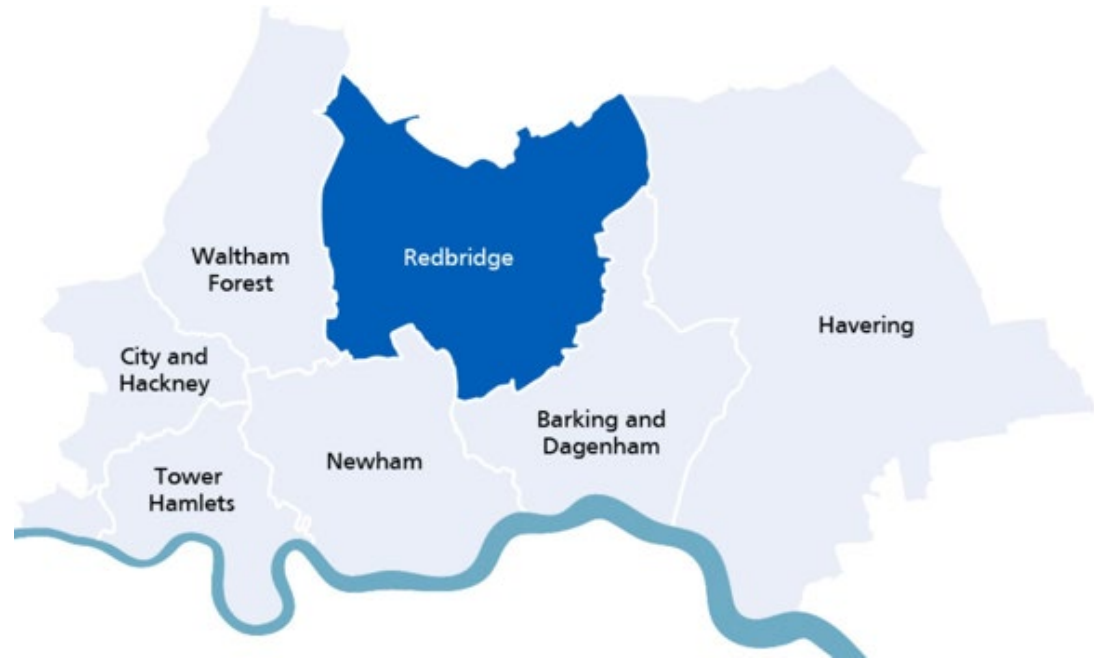 Waltham
Forest
Redbridge
Havering
City and
Hackney
Barking and
Dagenham
Newham
Tower
Hamlets